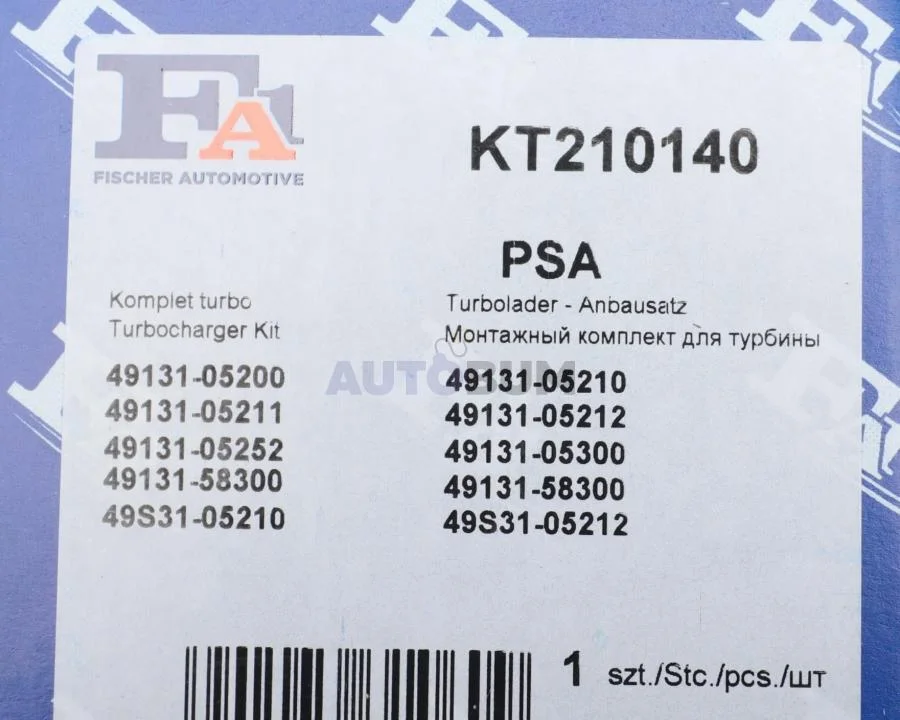 FA1
FISCHER AUTOMOTIVE
KT210140
PSA
Komplet turbo
Turbocharger Kit
Turbolader - Anbausatz
Монтажный комплект для турбины
49131-05200 49131-05210
49131-05211 49131-05212
49131-05252 49131-05300
49131-58300 49131-58300
49S31-05210 49S31-05212
AUTOBUM
1 szt./Stc./pcs./шт